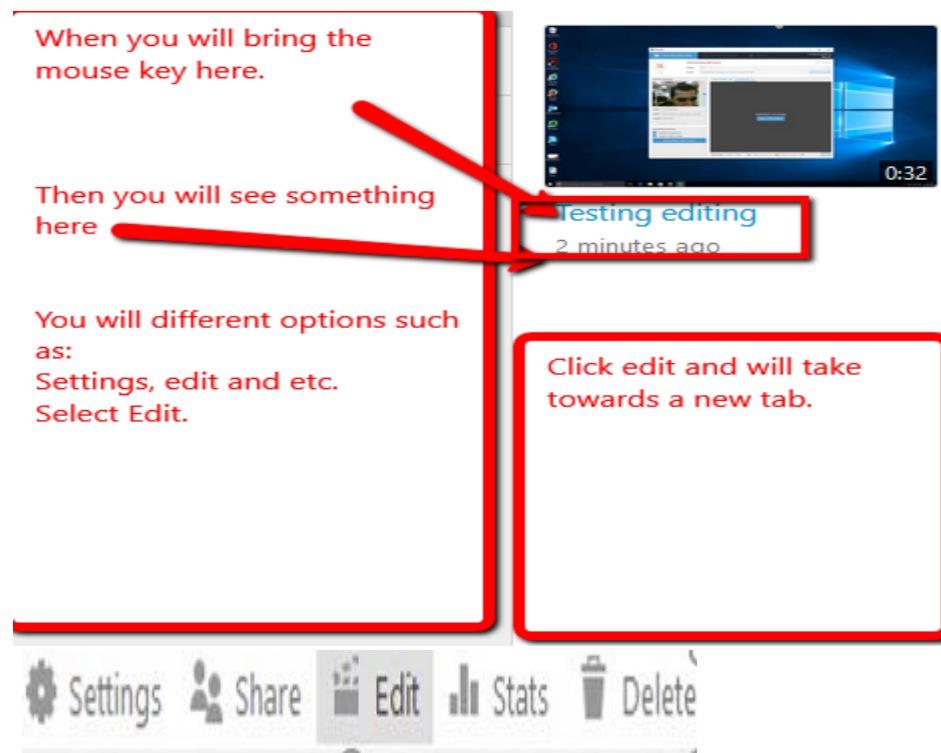 When you will bring the
mouse key here.
Then you will see something
here
You will different options such
as:
Settings, edit and etc.
Select Edit.
0:32
Testing editing
2 minutes ago
Click edit and will take
towards a new tab.
Settings Share Edit Stats Delete